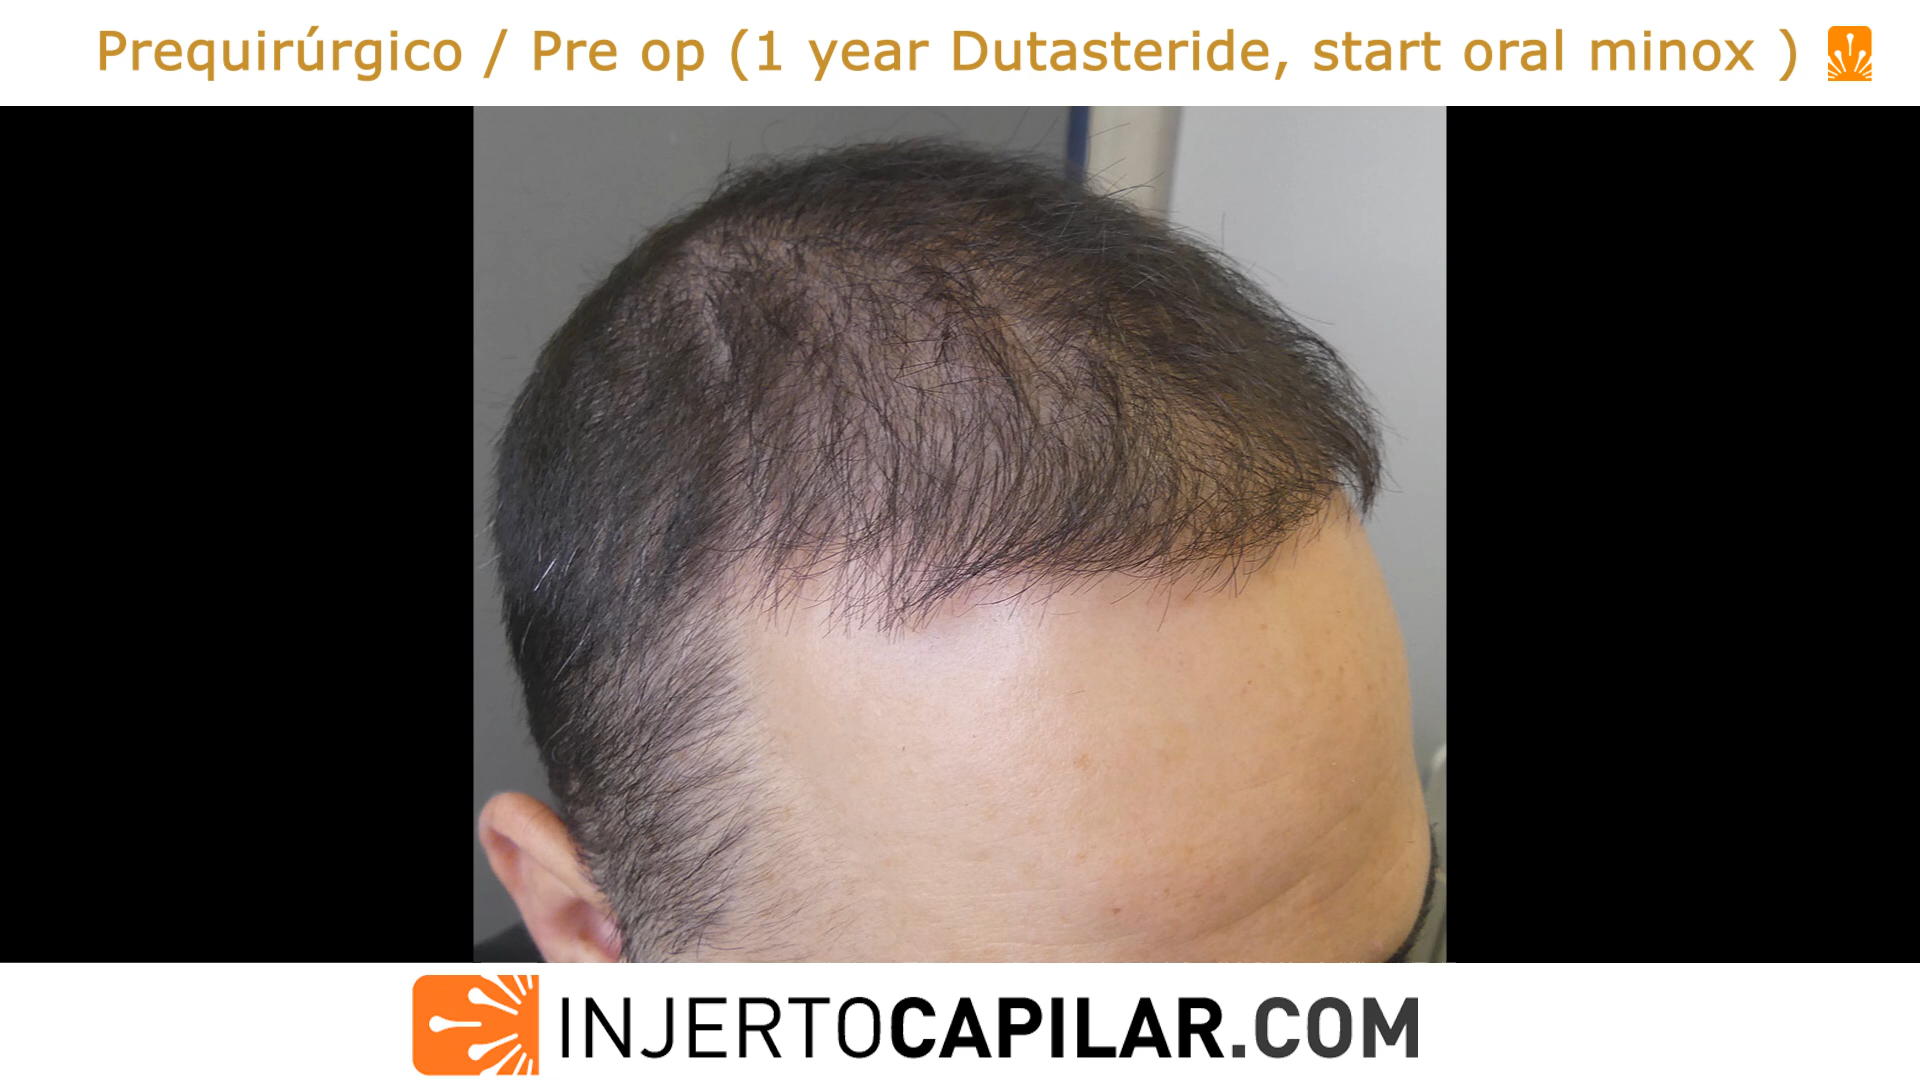 Prequirúrgico / Pre op (1 year Dutasteride, start oral minox )
INJERTOCAPILAR.COM